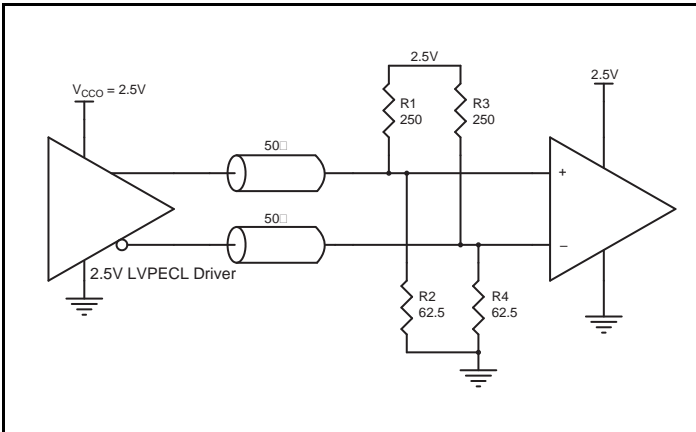 2.5V
2.5V
V_CCO = 2.5V
R1
250
R3
250
50□
+
50□
–
2.5V LVPECL Driver
R2
62.5
R4
62.5